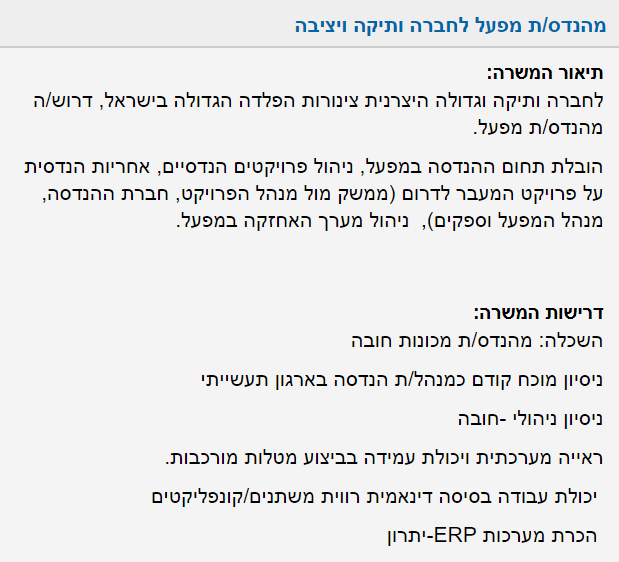 מהנדס/ת מפעל לחברה ותיקה ויציבה
תיאור המשרה:
לחברה ותיקה וגדולה היצרנית צינורות הפלדה הגדולה בישראל, דרוש/ה
מהנדס/ת מפעל.
הובלת תחום ההנדסה במפעל, ניהול פרויקטים הנדסיים, אחריות הנדסית
על פרויקט המעבר לדרום (ממשק מול מנהל הפרויקט, חברת ההנדסה,
מנהל המפעל וספקים),  ניהול מערך האחזקה במפעל.
דרישות המשרה:
השכלה: מהנדס/ת מכונות חובה
ניסיון מוכח קודם כמנהל/ת הנדסה בארגון תעשייתי
ניסיון ניהולי -חובה
ראייה מערכתית ויכולת עמידה בביצוע מטלות מורכבות.
יכולת עבודה בסיסה דינאמית רווית משתנים/קונפליקטים
הכרת מערכות ERP-יתרון